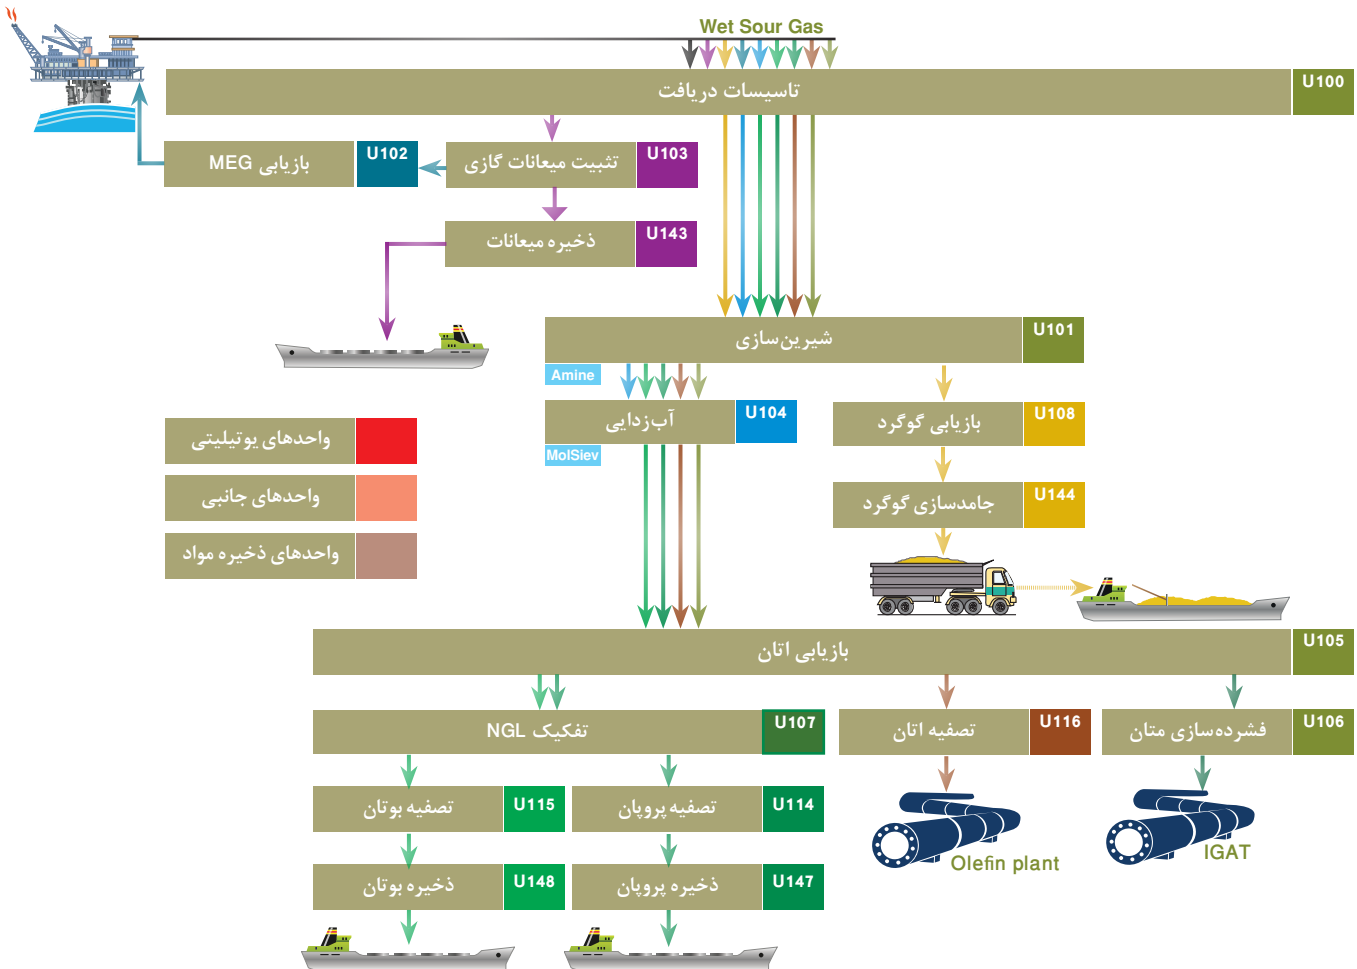 Wet Sour Gas
تاسیسات دریافت
U100
بازیابی MEG
U102
تثبیت میعانات گازی
U103
ذخیره میعانات
U143
شیرین‌سازی
U101
Amine
آب‌زدایی
U104
MolSiev
بازیابی گوگرد
U108
جامدسازی گوگرد
U144
واحدهای یوتیلیتی
واحدهای جانبی
واحدهای ذخیره مواد
بازیابی اتان
U105
تفکیک NGL
U107
تصفیه اتان
U116
فشرده‌سازی متان
U106
تصفیه بوتان
U115
تصفیه پروپان
U114
Olefin plant
IGAT
ذخیره بوتان
U148
ذخیره پروپان
U147